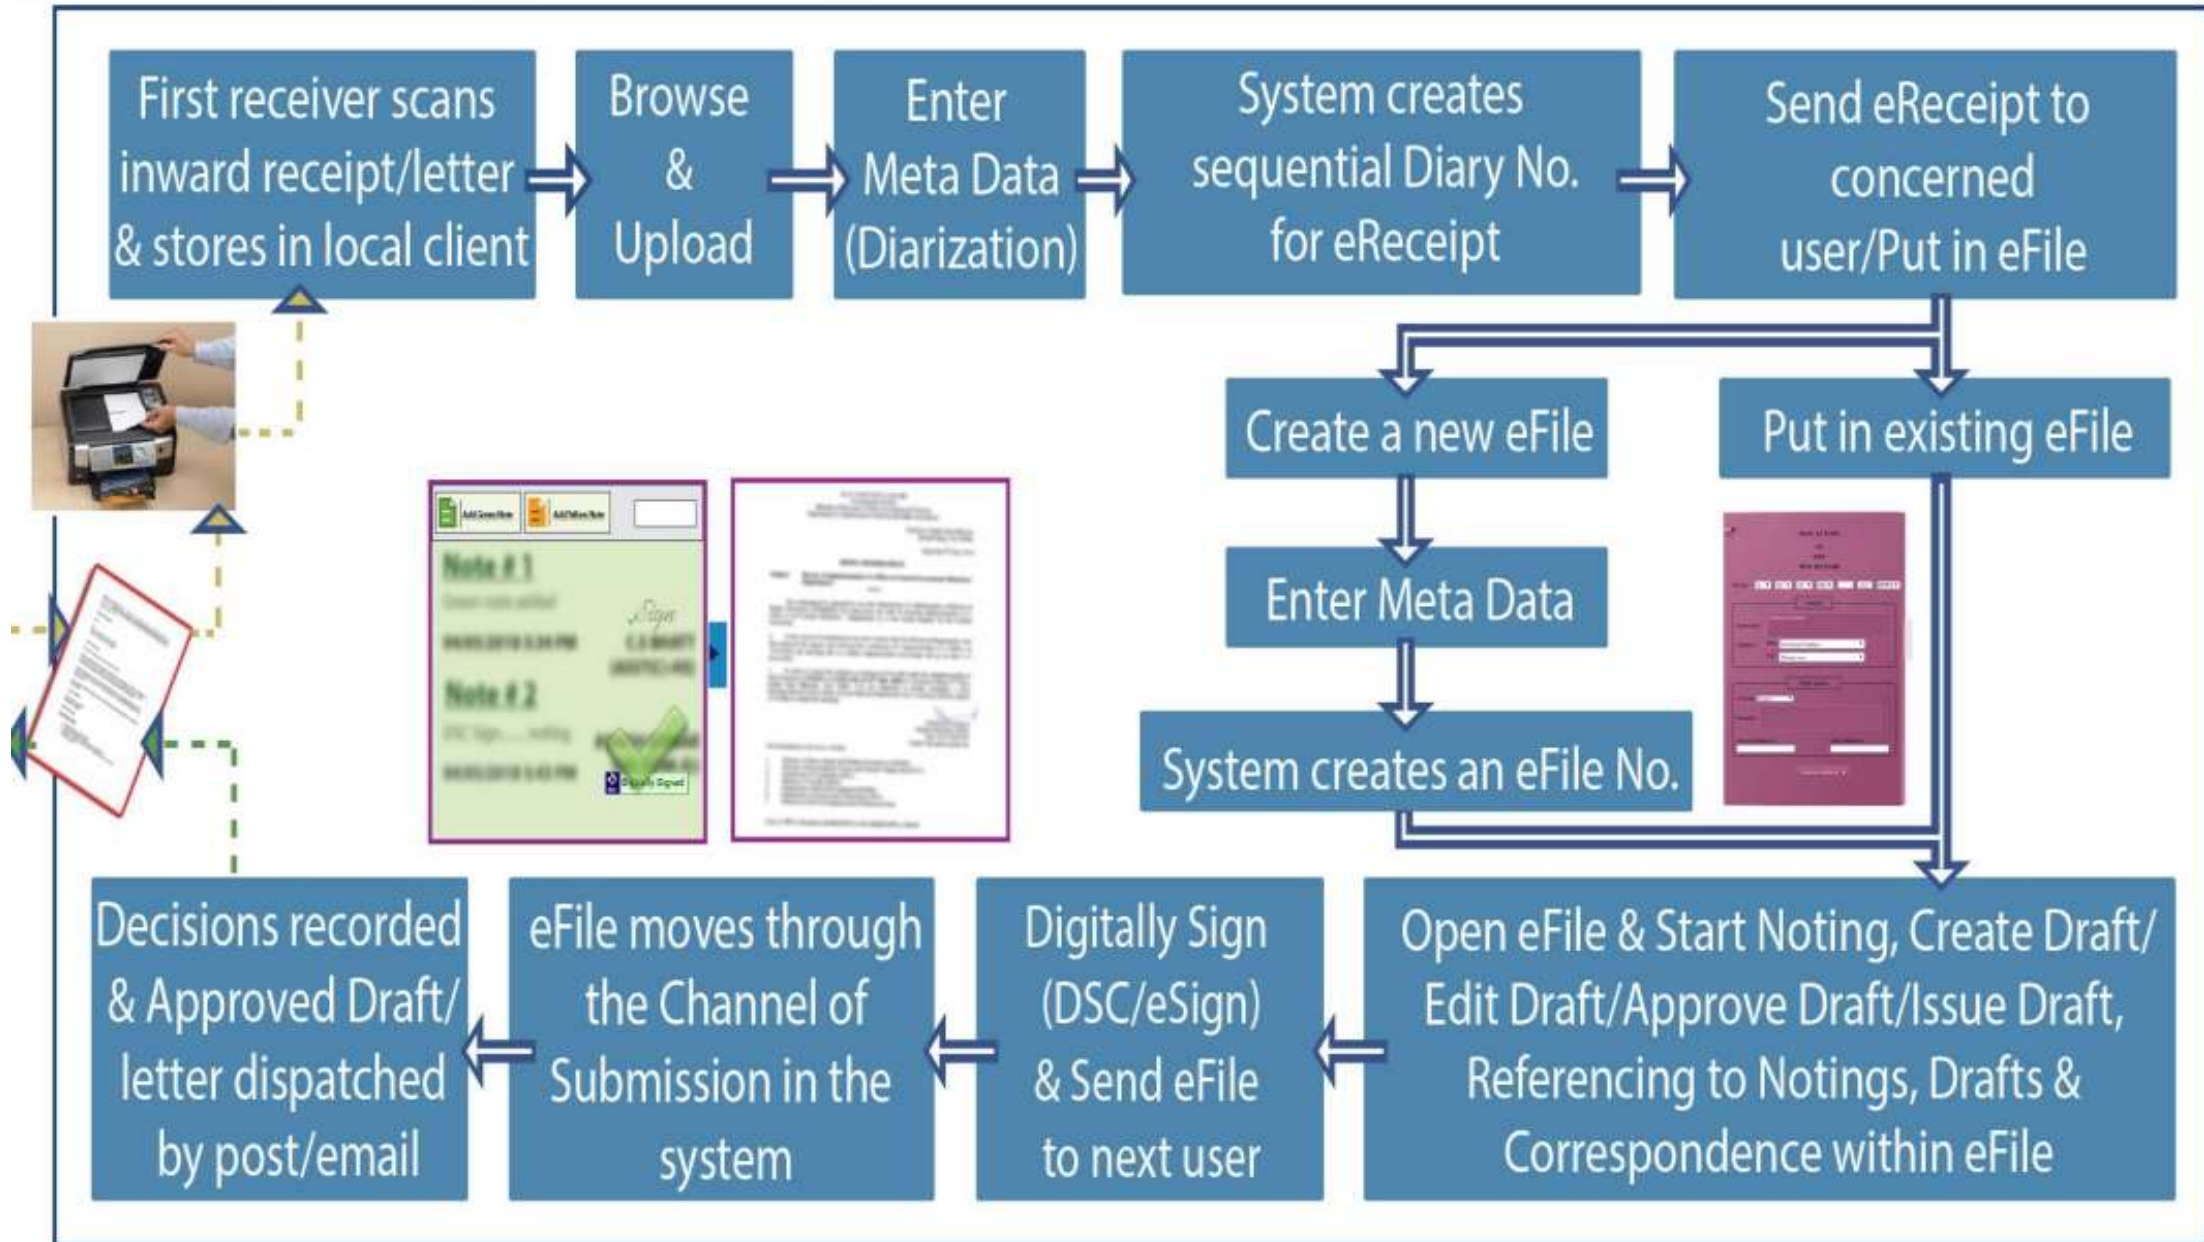 First receiver scans
inward receipt/letter
& stores in local client
Browse
&
Upload
Enter
Meta Data
(Diarization)
System creates
sequential Diary No.
for eReceipt
Send eReceipt to
concerned
user/Put in eFile
Create a new eFile
Put in existing eFile
Enter Meta Data
System creates an eFile No.
Note # 1
Sign
Note # 2
Digitally Signed
Open eFile & Start Noting, Create Draft/
Edit Draft/Approve Draft/Issue Draft,
Referencing to Notings, Drafts &
Correspondence within eFile
Digitally Sign
(DSC/eSign)
& Send eFile
to next user
eFile moves through
the Channel of
Submission in the
system
Decisions recorded
& Approved Draft/
letter dispatched
by post/email